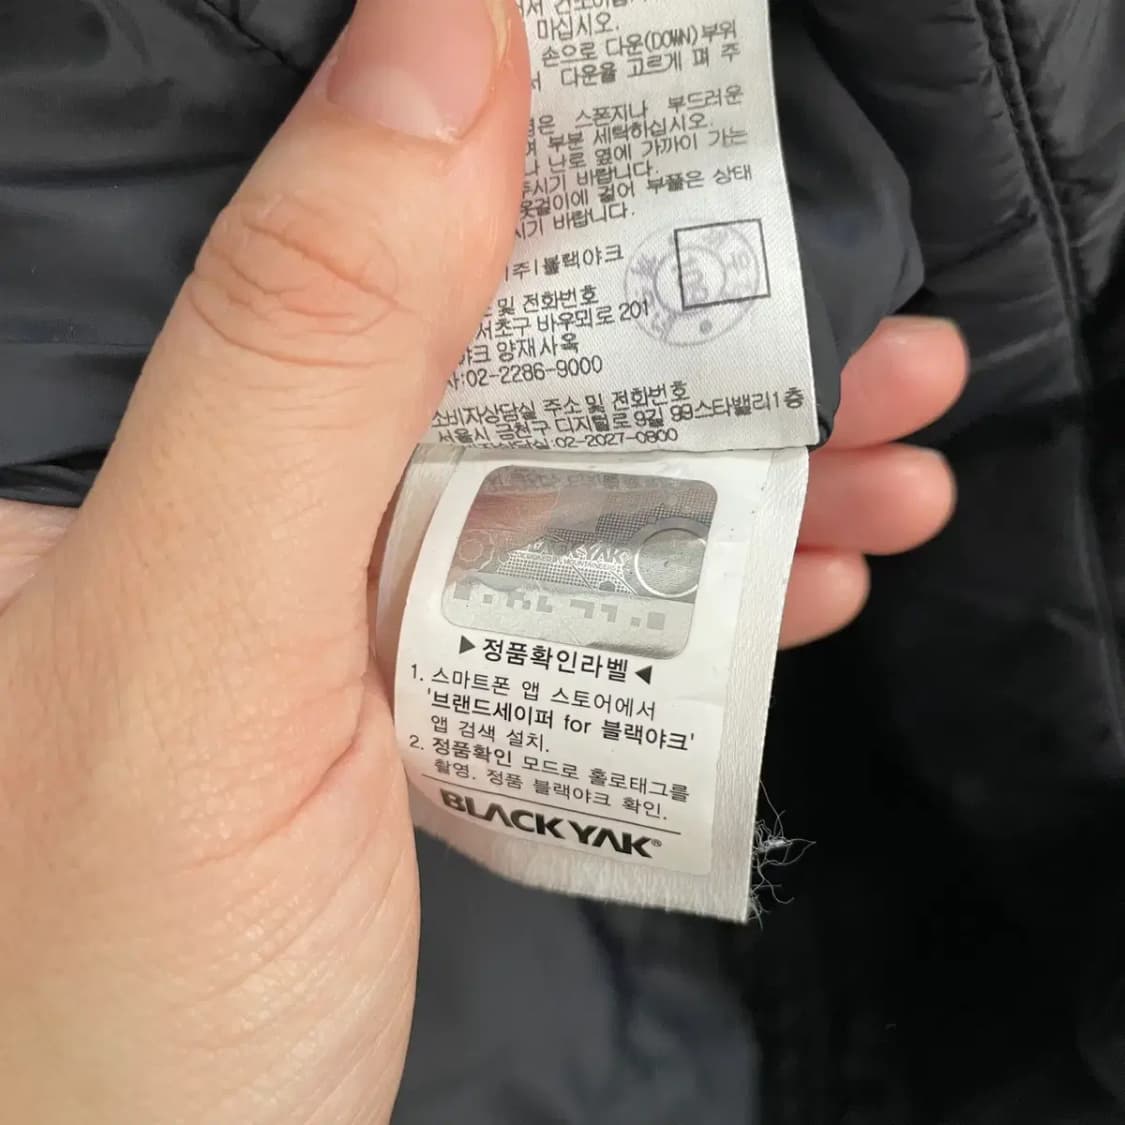 마십시오.
손으로 다운(DOWN)부위
다운을 고르게 펴 주
스폰지나 부드러운
부분 세탁하십시오.
난로 옆에 가까이 가는
주시기 바랍니다.
옷걸이에 걸어 부풀은 상태
시기 바랍니다.
|주|블랙야크
및 전화번호
서초구 바우뫼로 201
야크 양재사옥
:02-2286-9000
소비자상담실 주소 및 전화번호
서울시 금천구 디지털로 9길 99스타밸리1층
02-2027-0800
▶정품확인라벨◀
1. 스마트폰 앱 스토어에서
'브랜드세이퍼 for 블랙야크'
앱 검색 설치.
2. 정품확인 모드로 홀로태그를
촬영. 정품 블랙야크 확인.
BLACKYAK®